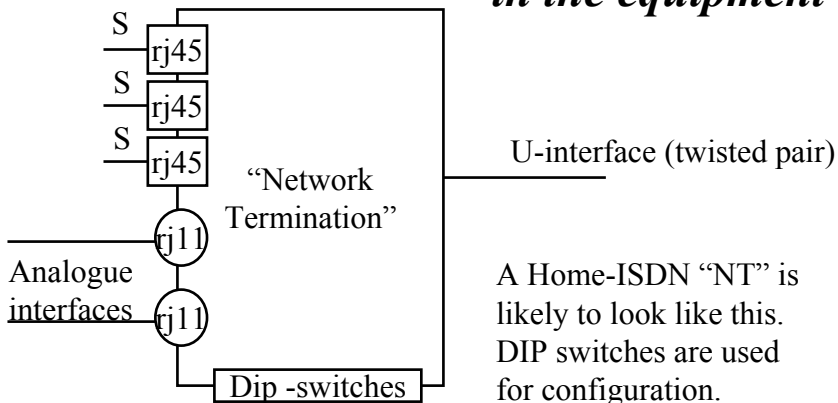 in the equipment
S
rj45
S
rj45
S
rj45
U-interface (twisted pair)
“Network
Termination”
rj11
Analogue
interfaces
rj11
A Home-ISDN “NT” is
likely to look like this.
DIP switches are used
for configuration.
Dip -switches